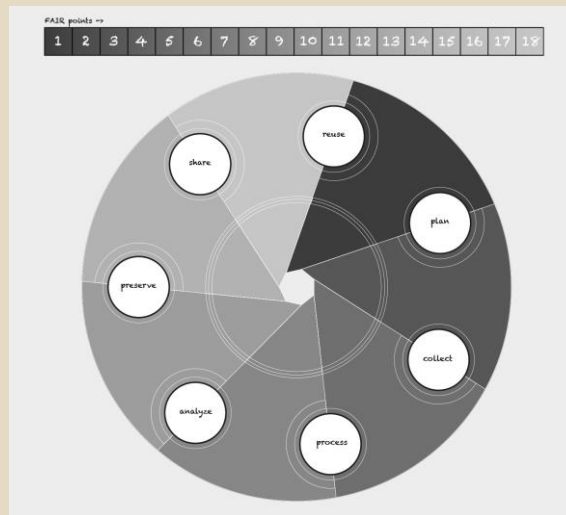 FAIR points ->
1 2 3 4 5 6 7 8 9 10 11 12 13 14 15 16 17 18
reuse
share
plan
preserve
collect
analyze
process